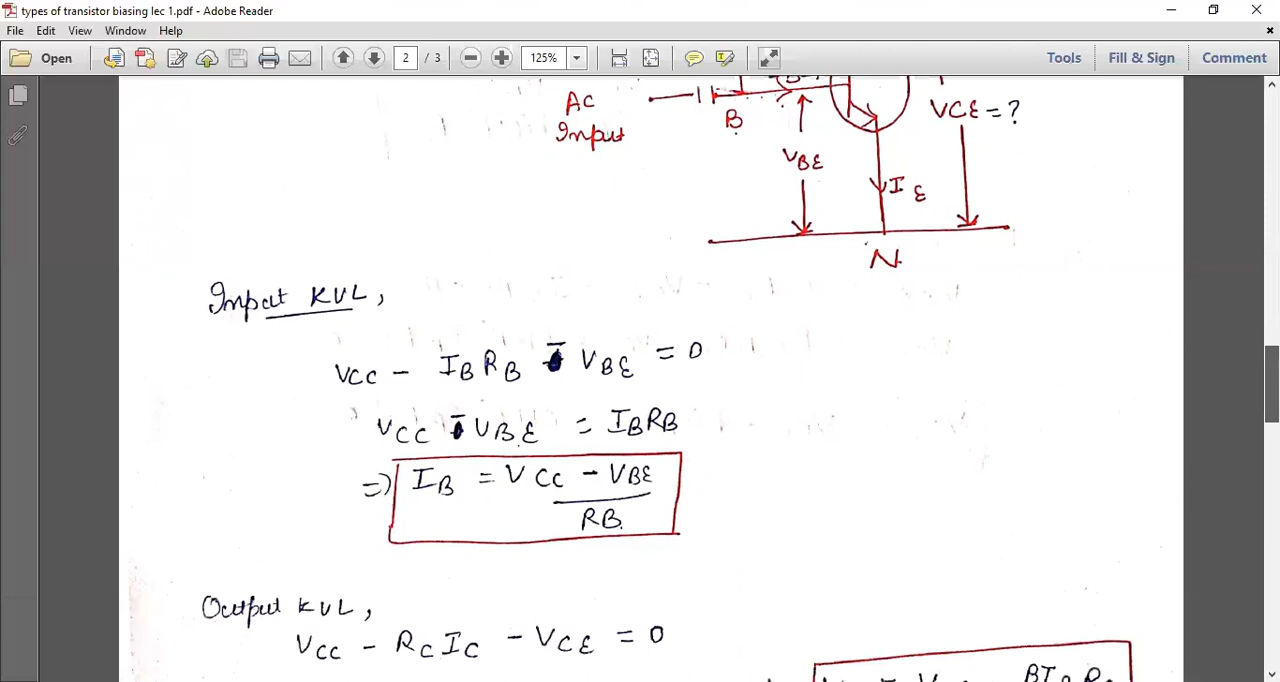 types of transistor biasing lec 1.pdf - Adobe Reader
File Edit View Window Help
Open 2 / 3 125% Tools Fill & Sign Comment
AC
Input
B
VBE
VCE = ?
IE
N
Input KVL,
VCC - IBRB - VBE = 0
VCC - VBE = IBRB
=> IB = VCC - VBE
RB.
Output KVL,
VCC - RCIC - VCE = 0